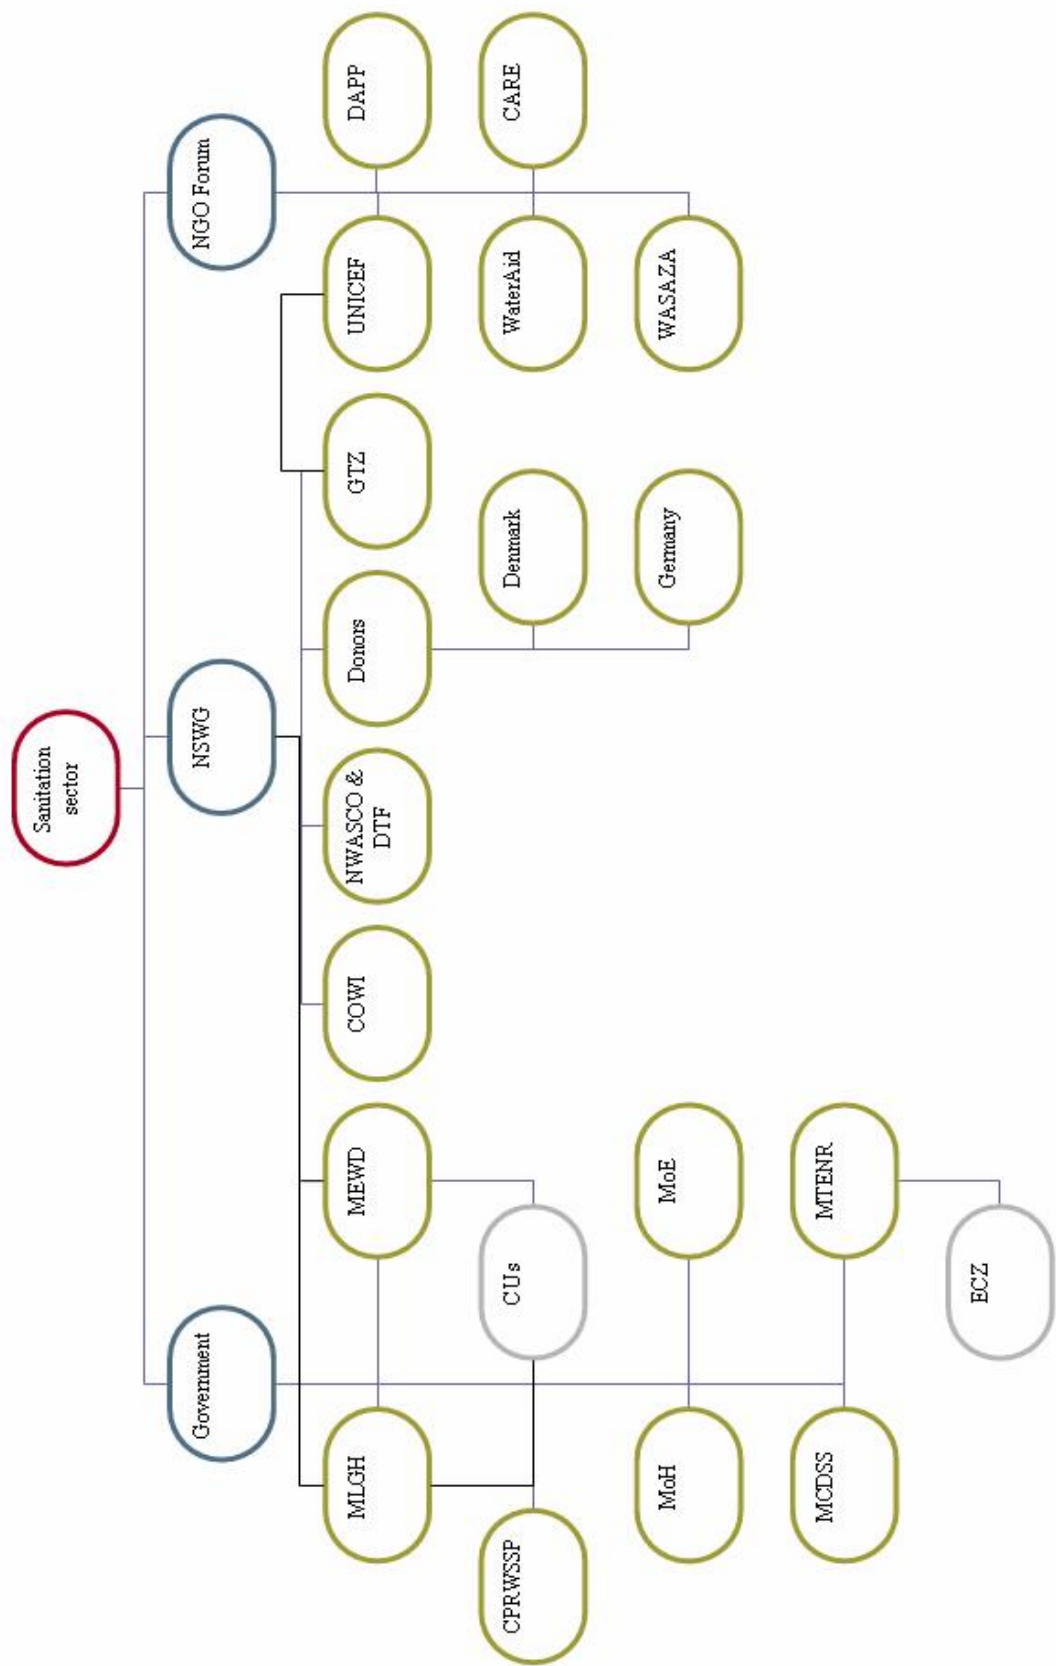 Sanitation
sector
Government
NSWG
NGO Forum
MLGH
MEWD
COWI
NWASCO &
DTF
Donors
GTZ
UNICEF
DAPP
CPRWSSP
CUs
Denmark
WaterAid
CARE
MoH
MoE
Germany
WASAZA
MCDSS
MTENR
ECZ